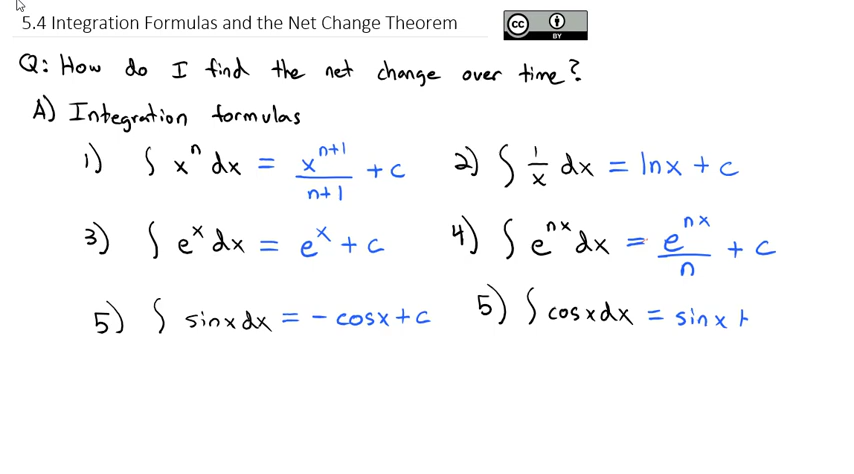 5.4 Integration Formulas and the Net Change Theorem
cc BY
Q: How do I find the net change over time?
A) Integration formulas
1) ∫ xⁿ dx = xⁿ⁺¹/(n+1) + c 2) ∫ 1/x dx = ln x + c
3) ∫ eˣ dx = eˣ + c 4) ∫ eⁿˣ dx = eⁿˣ/n + c
5) ∫ sin x dx = - cos x + c 5) ∫ cos x dx = sin x +